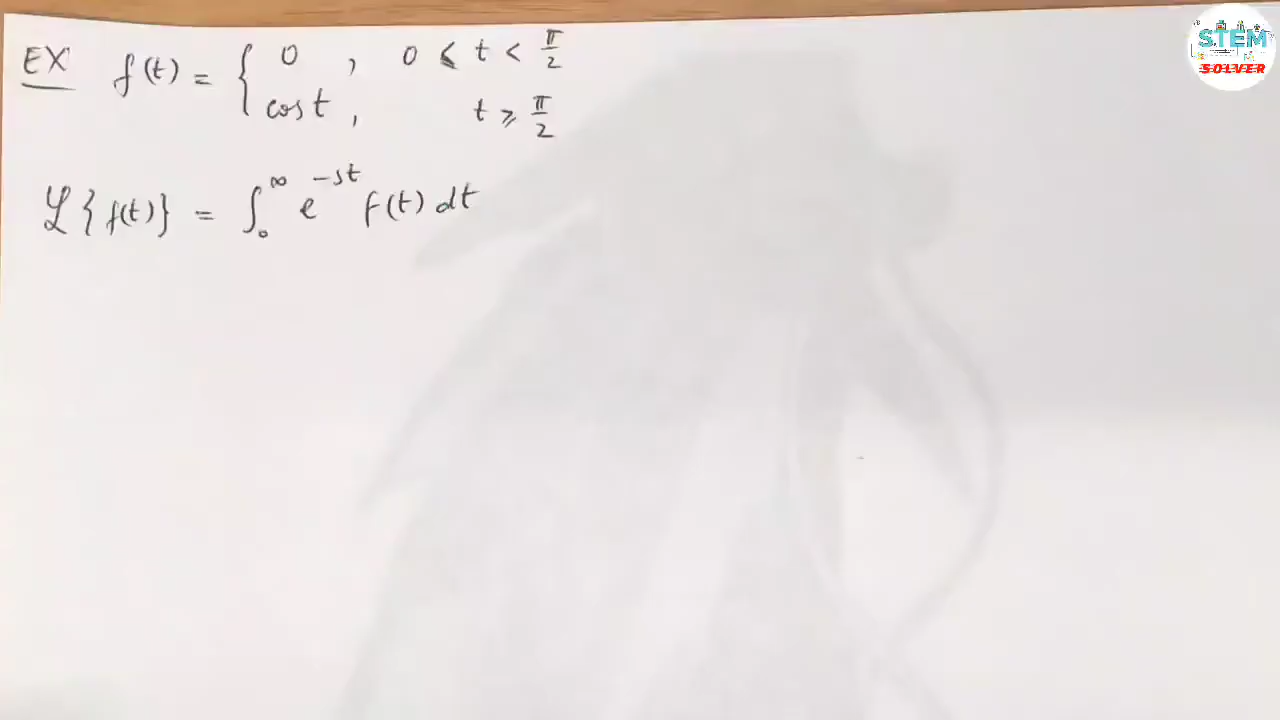 EX f(t) = { 0 , 0 ≤ t < π/2
cos t , t ≥ π/2
ℒ{f(t)} = ∫₀^∞ e^(-st) f(t) dt
STEM
SOLVER